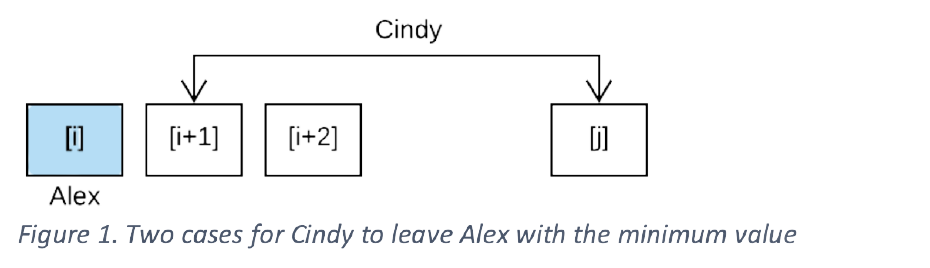 Cindy
[i] [i+1] [i+2] [j]
Alex
Figure 1. Two cases for Cindy to leave Alex with the minimum value